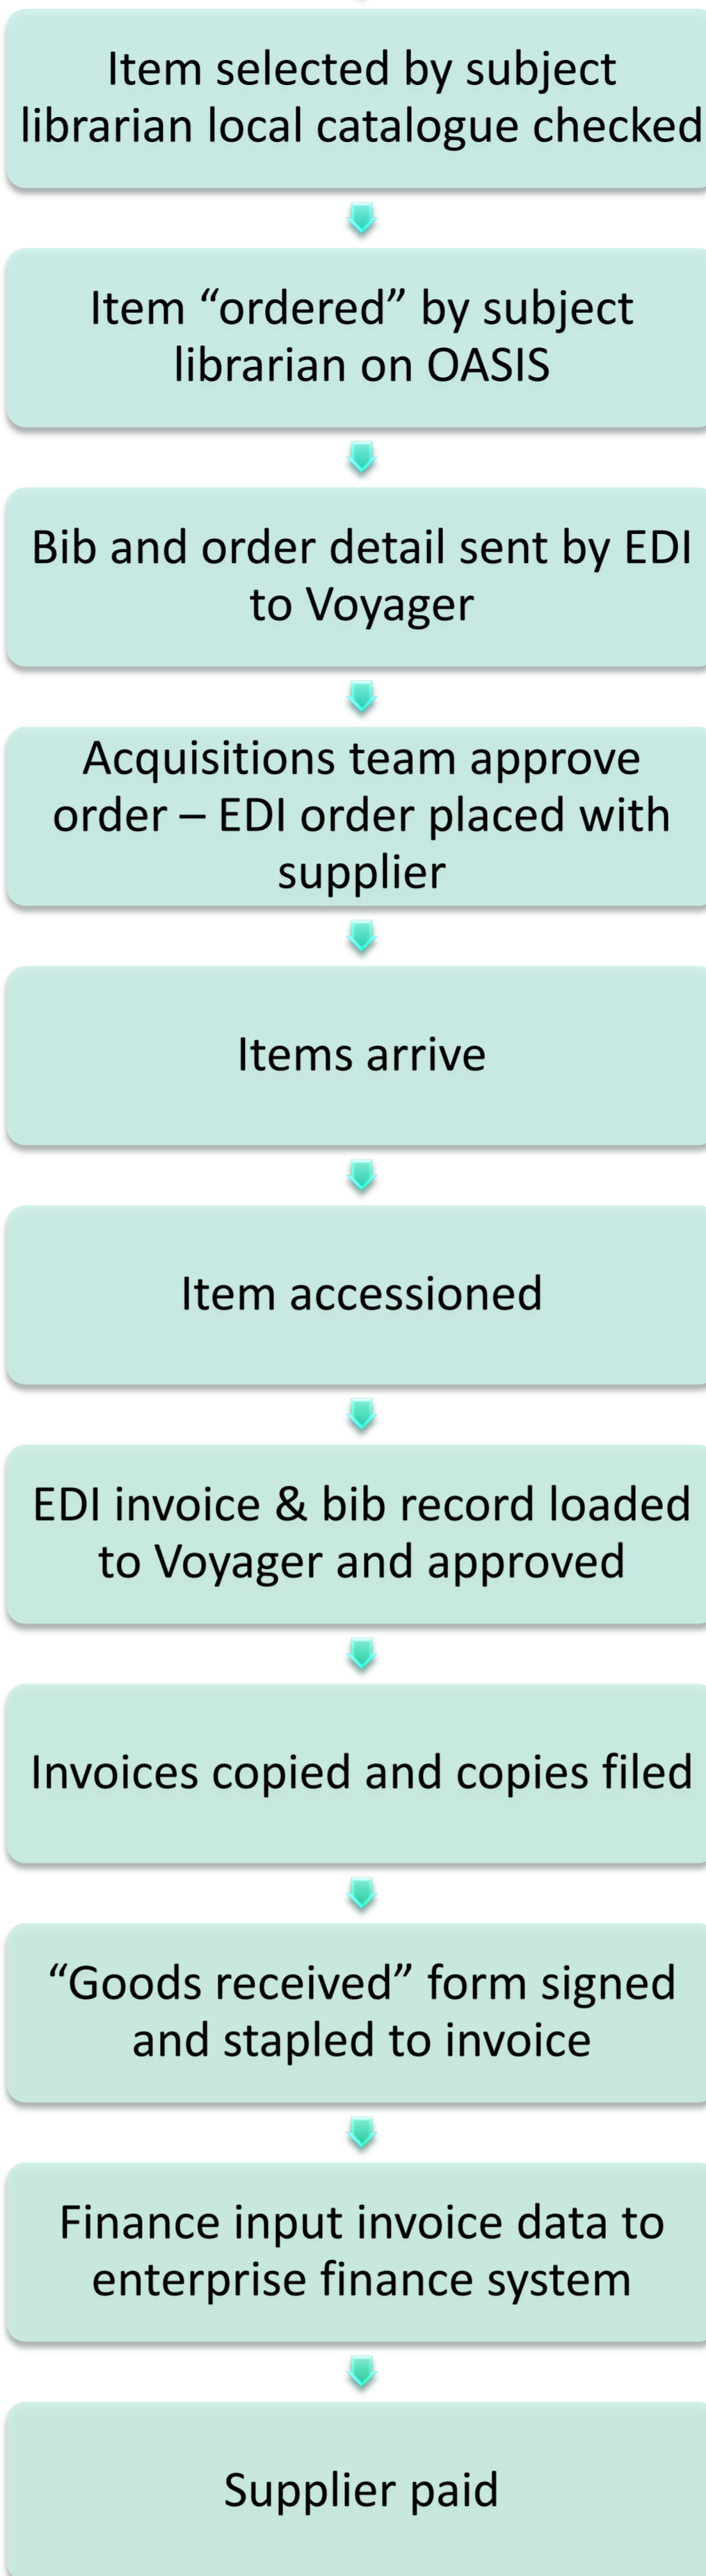 Item selected by subject
librarian local catalogue checked
Item “ordered” by subject
librarian on OASIS
Bib and order detail sent by EDI
to Voyager
Acquisitions team approve
order – EDI order placed with
supplier
Items arrive
Item accessioned
EDI invoice & bib record loaded
to Voyager and approved
Invoices copied and copies filed
“Goods received” form signed
and stapled to invoice
Finance input invoice data to
enterprise finance system
Supplier paid